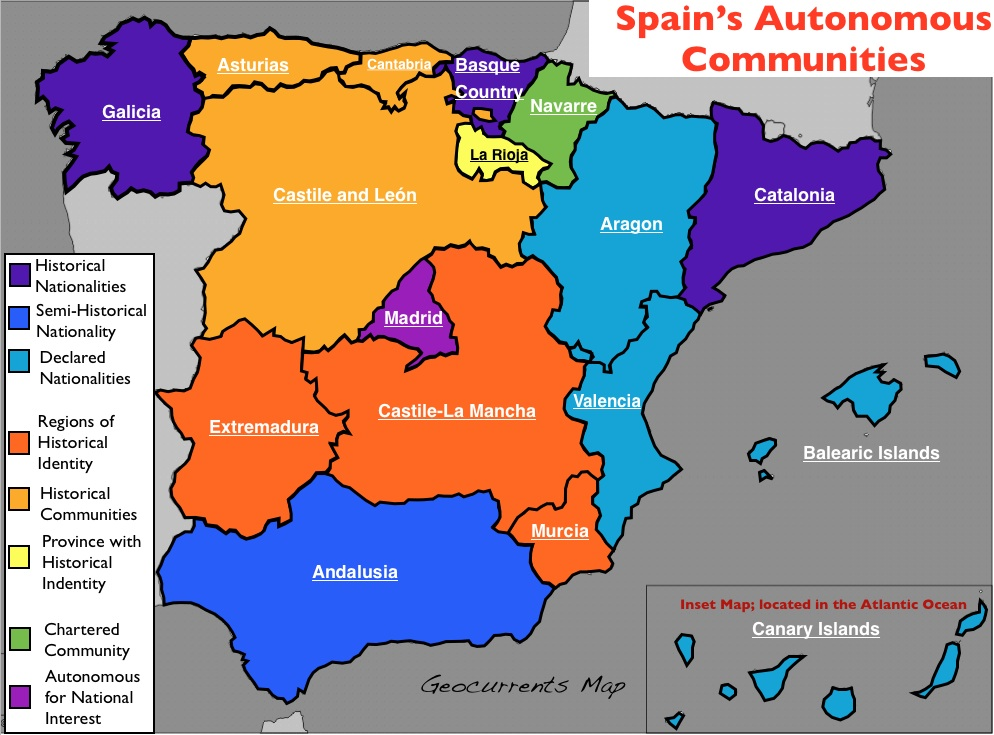 Spain's Autonomous
Communities
Asturias
Cantabria
Basque
Country
Galicia
Navarre
La Rioja
Castile and León
Aragon
Catalonia
Madrid
Extremadura
Castile-La Mancha
Valencia
Balearic Islands
Murcia
Andalusia
Historical
Nationalities
Semi-Historical
Nationality
Declared
Nationalities
Regions of
Historical
Identity
Historical
Communities
Province with
Historical
Indentity
Chartered
Community
Autonomous
for National
Interest
Inset Map; located in the Atlantic Ocean
Canary Islands
Geocurrents Map